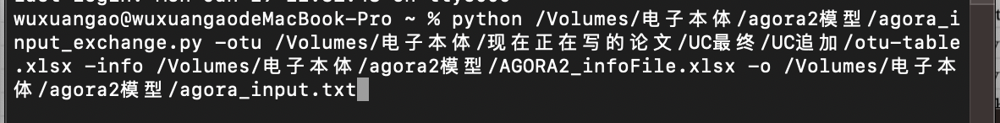 wuxuangao@wuxuangaodeMacBook-Pro ~ % python /Volumes/电子本体/agora2模型/agora_i
nput_exchange.py -otu /Volumes/电子本体/现在正在写的论文/UC最终/UC追加/otu-table
.xlsx -info /Volumes/电子本体/agora2模型/AGORA2_infoFile.xlsx -o /Volumes/电子本
体/agora2模型/agora_input.txt